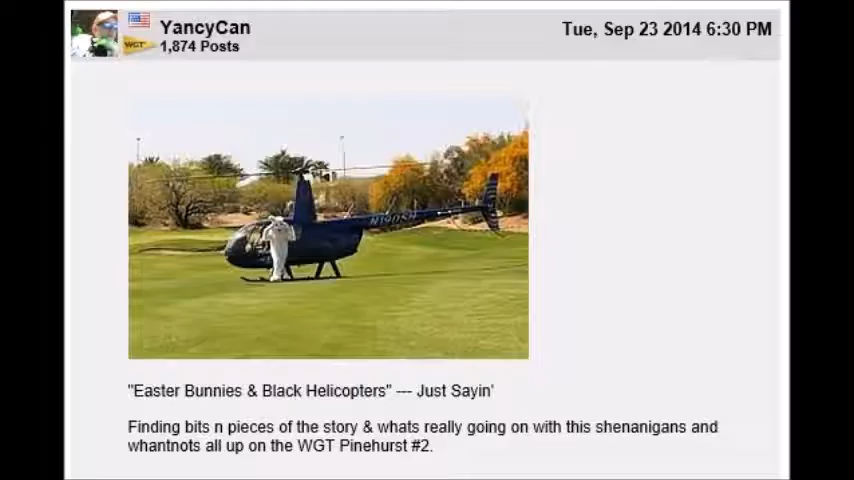 YancyCan
Tue, Sep 23 2014 6:30 PM
WGT
1,874 Posts
"Easter Bunnies & Black Helicopters" --- Just Sayin'
Finding bits n pieces of the story & whats really going on with this shenanigans and
whantnots all up on the WGT Pinehurst #2.